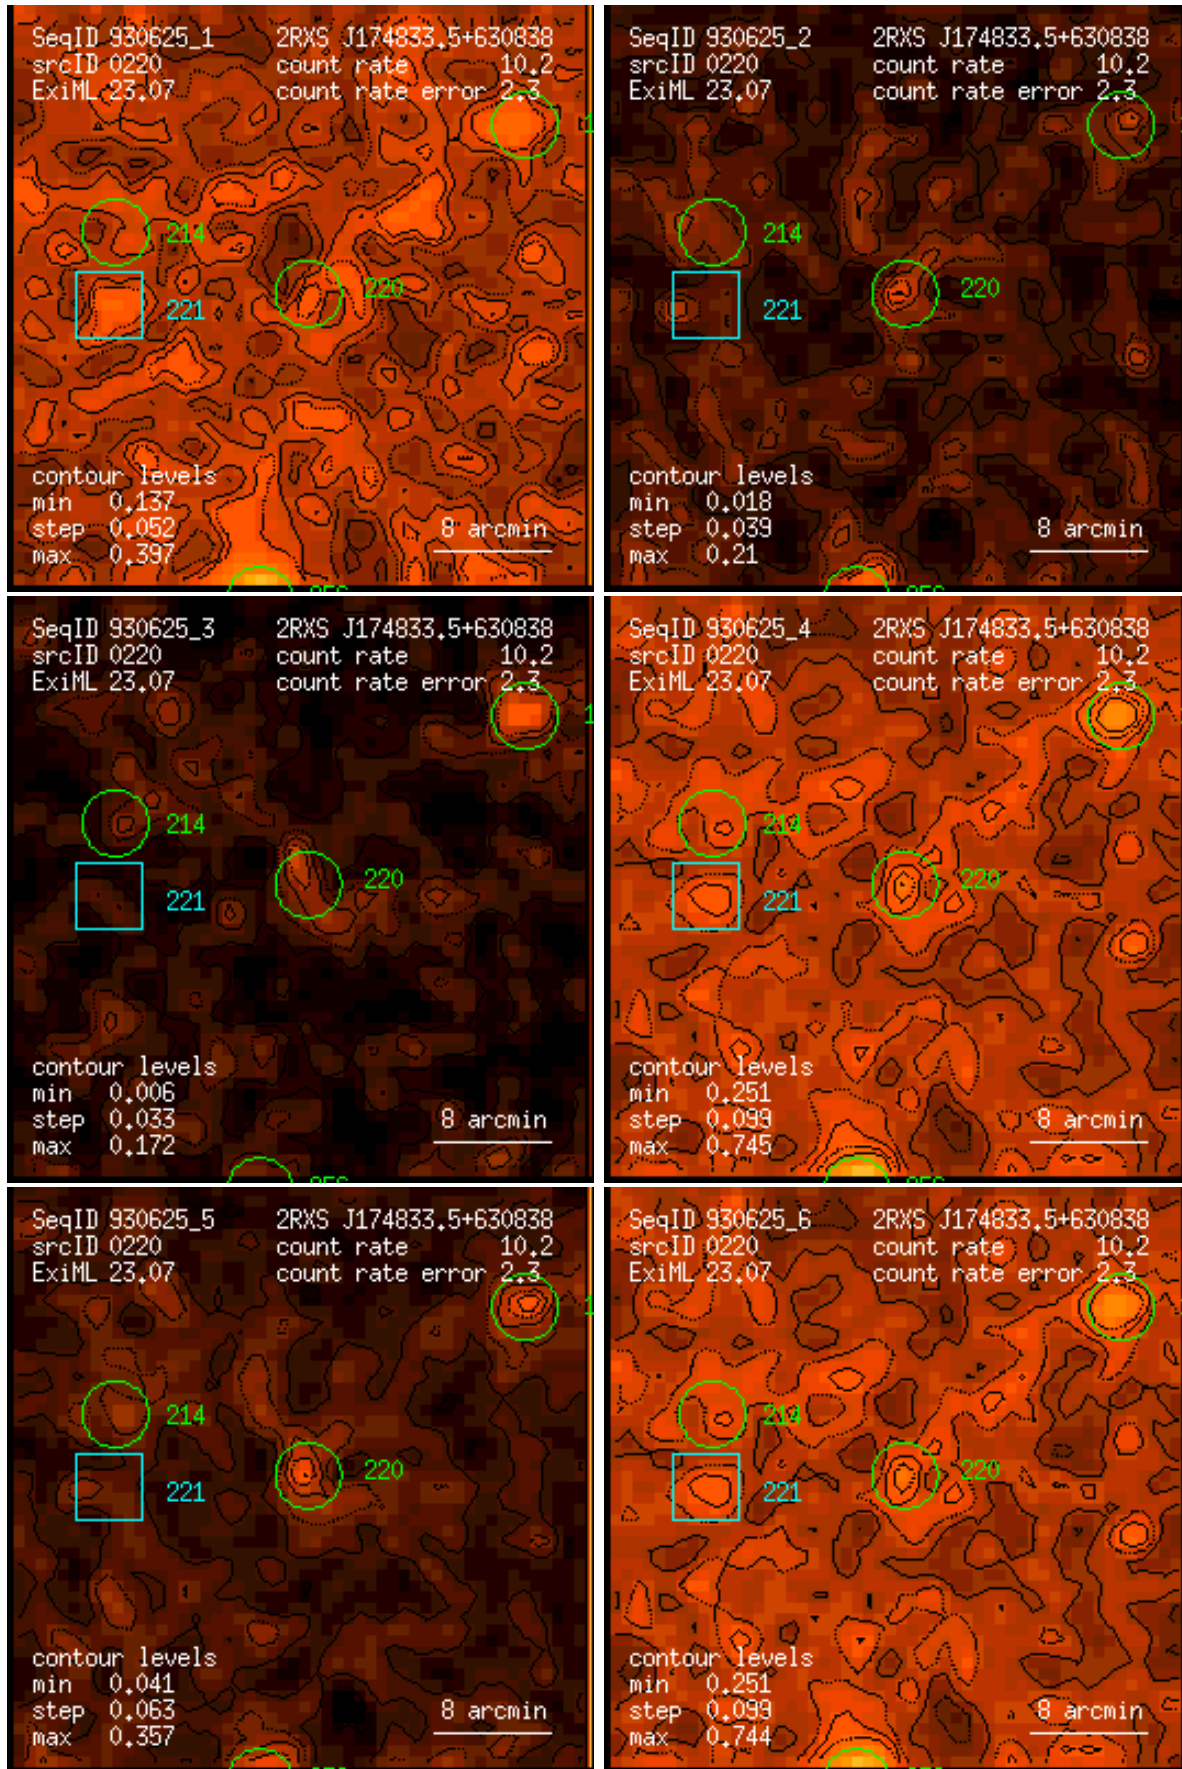 SeqID 930625_1 2RXS J174833.5+630838
srcID 0220 count rate 10.2
ExiML 23.07 count rate error 2.3
1
214
220
221
contour levels
min 0.137
step 0.052 8 arcmin
max 0.397
SeqID 930625_2 2RXS J174833.5+630838
srcID 0220 count rate 10.2
ExiML 23.07 count rate error 2.3
214
220
221
contour levels
min 0.018
step 0.039 8 arcmin
max 0.21
SeqID 930625_3 2RXS J174833.5+630838
srcID 0220 count rate 10.2
ExiML 23.07 count rate error 2.3
1
214
220
221
contour levels
min 0.006
step 0.033 8 arcmin
max 0.172
SeqID 930625_4 2RXS J174833.5+630838
srcID 0220 count rate 10.2
ExiML 23.07 count rate error 2.3
214
220
221
contour levels
min 0.251
step 0.099 8 arcmin
max 0.745
SeqID 930625_5 2RXS J174833.5+630838
srcID 0220 count rate 10.2
ExiML 23.07 count rate error 2.3
1
214
220
221
contour levels
min 0.041
step 0.063 8 arcmin
max 0.357
SeqID 930625_6 2RXS J174833.5+630838
srcID 0220 count rate 10.2
ExiML 23.07 count rate error 2.3
214
220
221
contour levels
min 0.251
step 0.099 8 arcmin
max 0.744